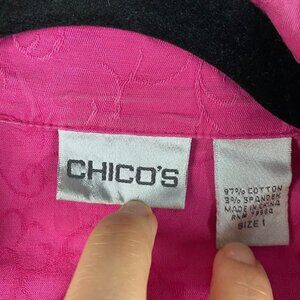 CHICO'S
97% COTTON
3% SPANDEX
MADE IN CHINA
SIZE 1